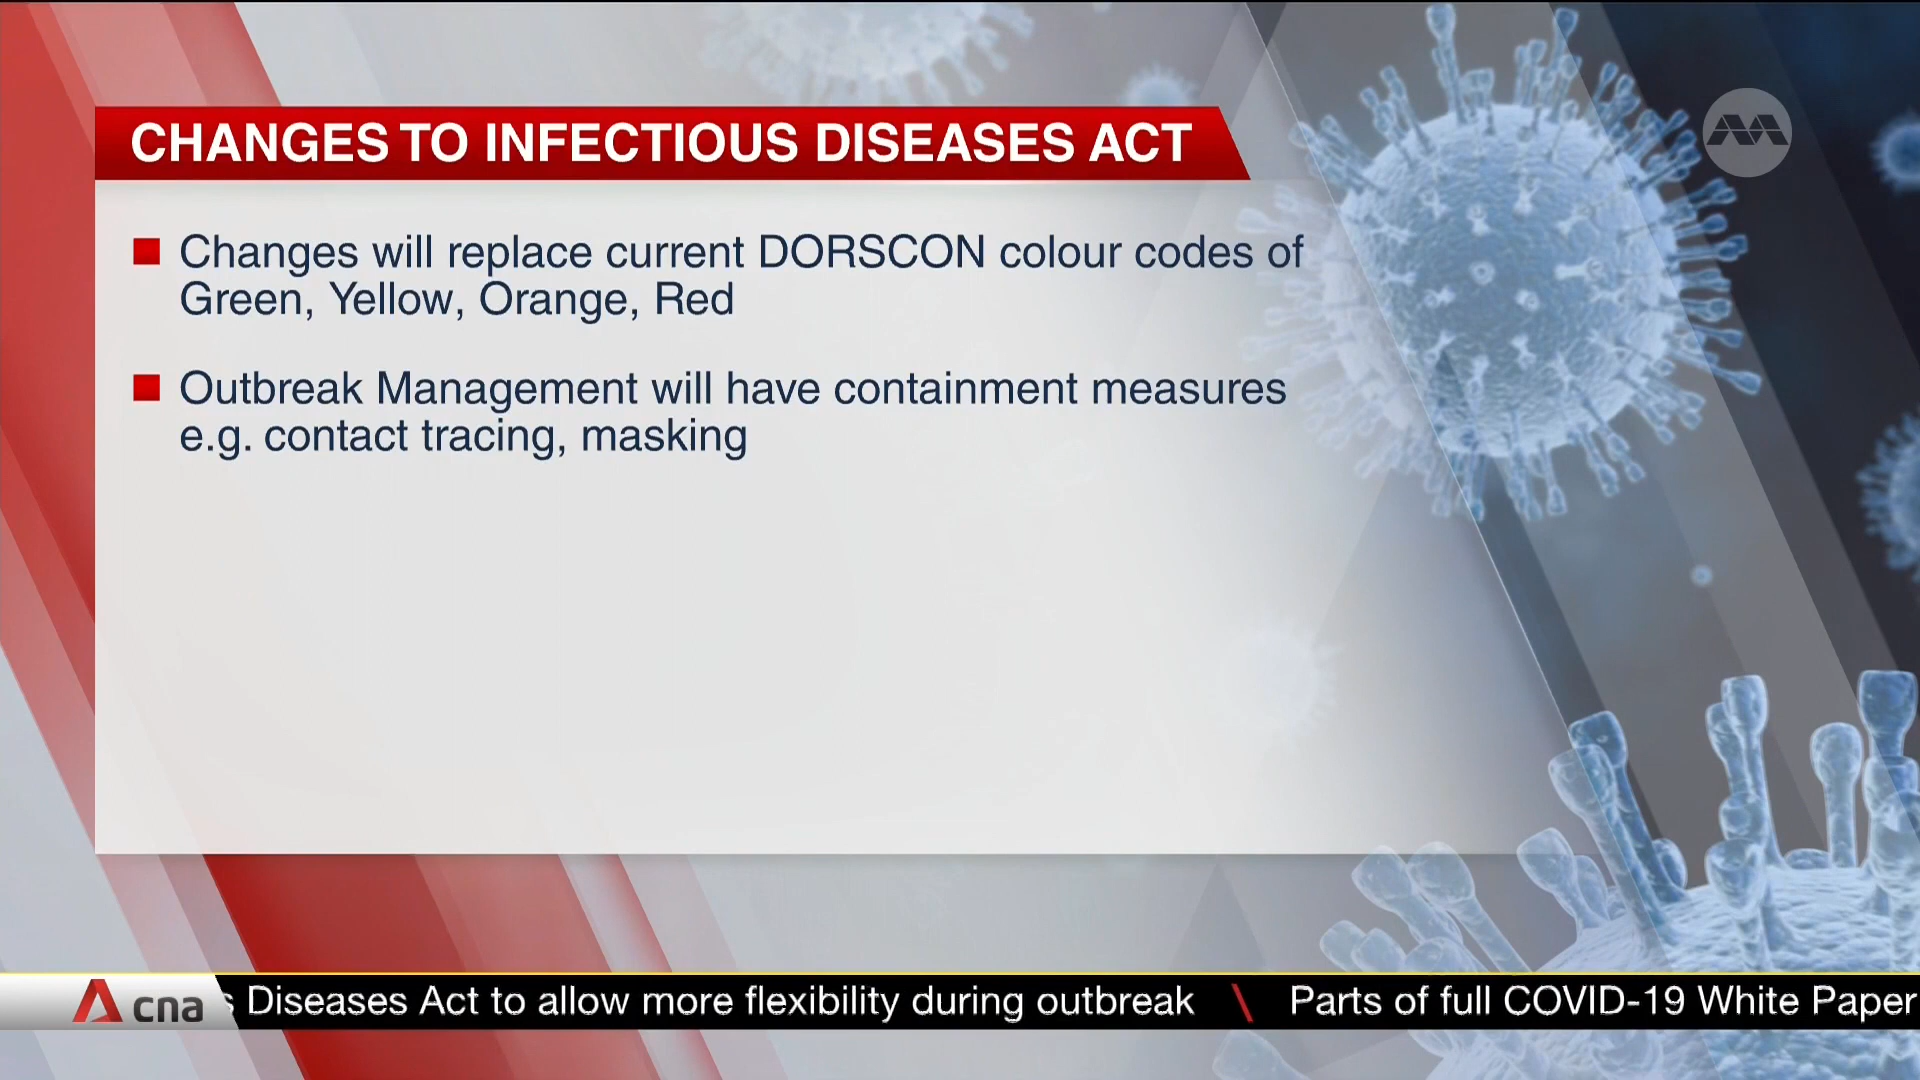 CHANGES TO INFECTIOUS DISEASES ACT
Changes will replace current DORSCON colour codes of
Green, Yellow, Orange, Red
Outbreak Management will have containment measures
e.g. contact tracing, masking
cna
s Diseases Act to allow more flexibility during outbreak \ Parts of full COVID-19 White Paper